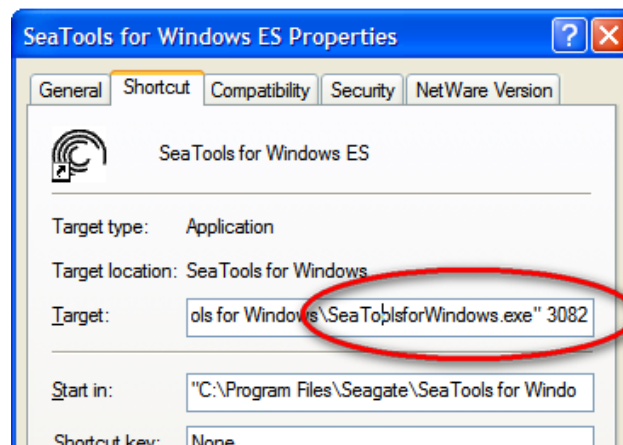 SeaTools for Windows ES Properties
General Shortcut Compatibility Security NetWare Version
SeaTools for Windows ES
Target type: Application
Target location: SeaTools for Windows
Target: ols for Windows\SeaToolsforWindows.exe" 3082
Start in: "C:\Program Files\Seagate\SeaTools for Windo
Shortcut key: None